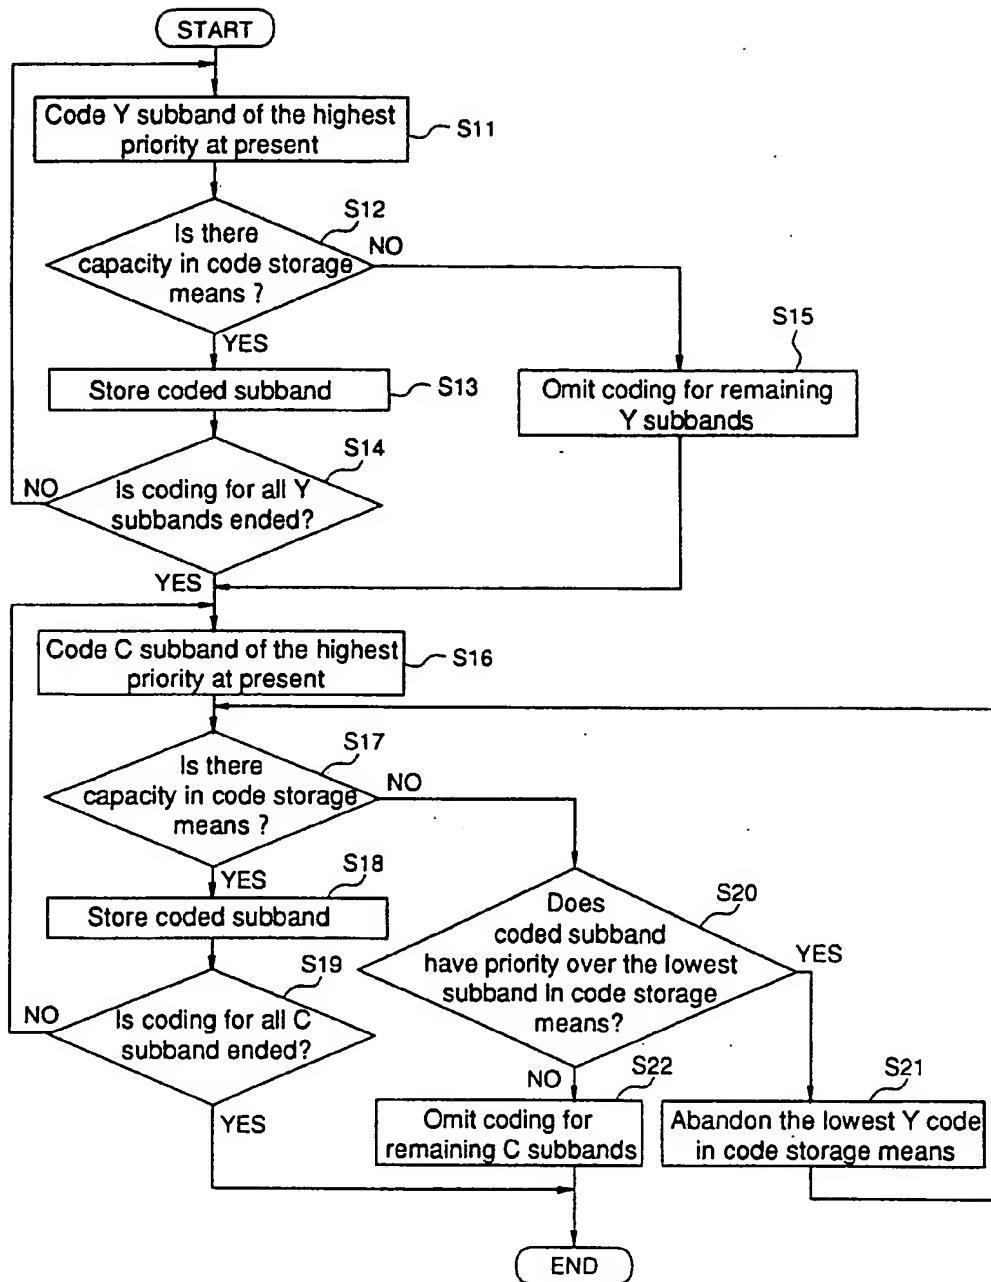 START
Code Y subband of the highest
priority at present
S11
S12
Is there
capacity in code storage
means ?
NO
YES
S15
Store coded subband
S13
Omit coding for remaining
Y subbands
S14
NO
Is coding for all Y
subbands ended?
YES
Code C subband of the highest
priority at present
S16
S17
Is there
capacity in code storage
means ?
NO
YES
S18
Store coded subband
S20
Does
coded subband
have priority over the lowest
subband in code storage
means?
YES
S19
NO
Is coding for all C
subband ended?
YES
NO
S22
S21
Omit coding for
remaining C subbands
Abandon the lowest Y code
in code storage means
END